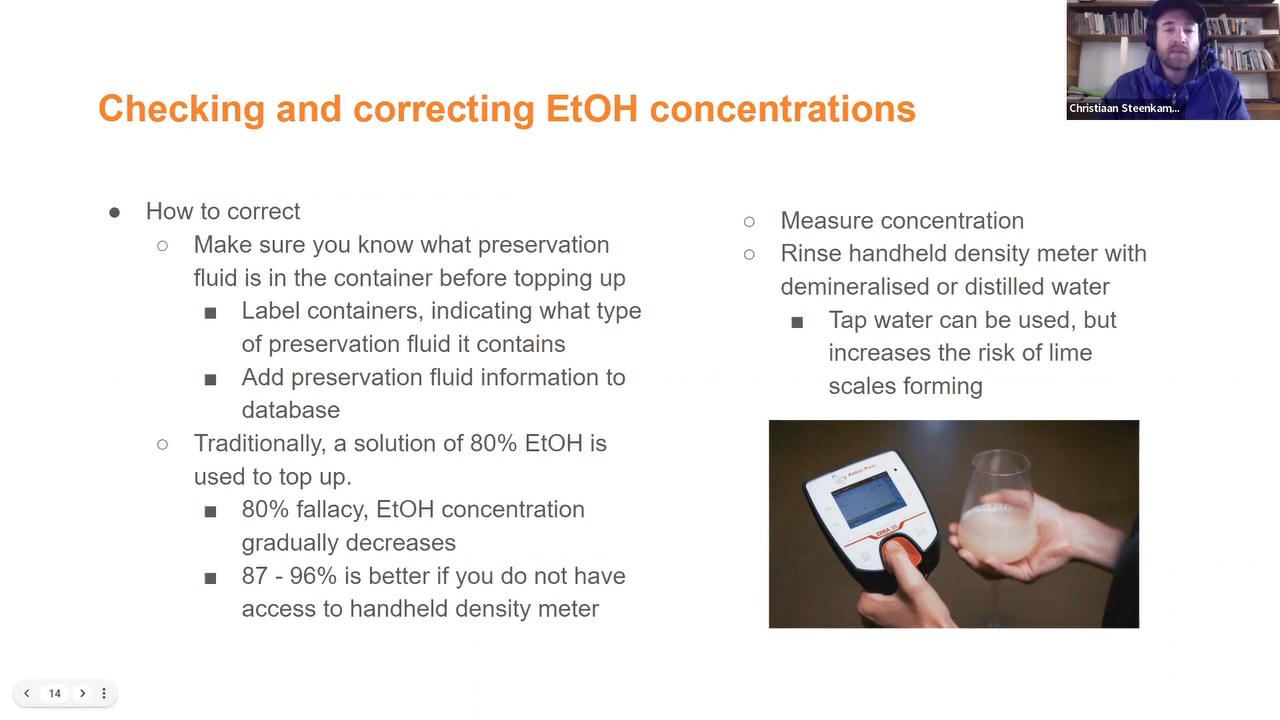 Checking and correcting EtOH concentrations
Christiaan Steenkam...
● How to correct
○ Make sure you know what preservation
fluid is in the container before topping up
■ Label containers, indicating what type
of preservation fluid it contains
■ Add preservation fluid information to
database
○ Traditionally, a solution of 80% EtOH is
used to top up.
■ 80% fallacy, EtOH concentration
gradually decreases
■ 87 - 96% is better if you do not have
access to handheld density meter
○ Measure concentration
○ Rinse handheld density meter with
demineralised or distilled water
■ Tap water can be used, but
increases the risk of lime
scales forming
Anton Paar
DMA 35
14